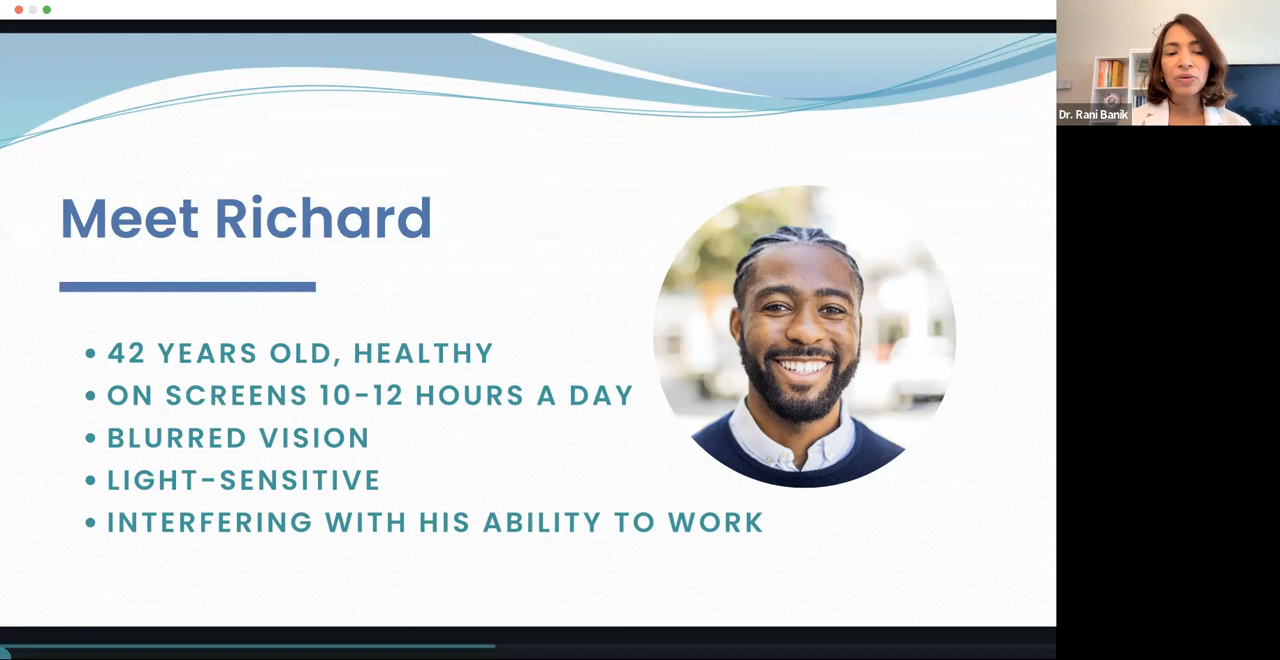 Dr. Rani Banik
Meet Richard
• 42 YEARS OLD, HEALTHY
• ON SCREENS 10-12 HOURS A DAY
• BLURRED VISION
• LIGHT-SENSITIVE
• INTERFERING WITH HIS ABILITY TO WORK